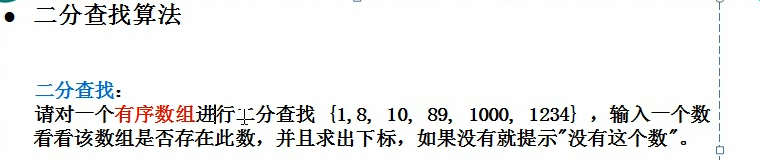 ● 二分查找算法
二分查找：
请对一个有序数组进行二分查找 {1,8, 10, 89, 1000, 1234} ，输入一个数
看看该数组是否存在此数，并且求出下标，如果没有就提示"没有这个数"。